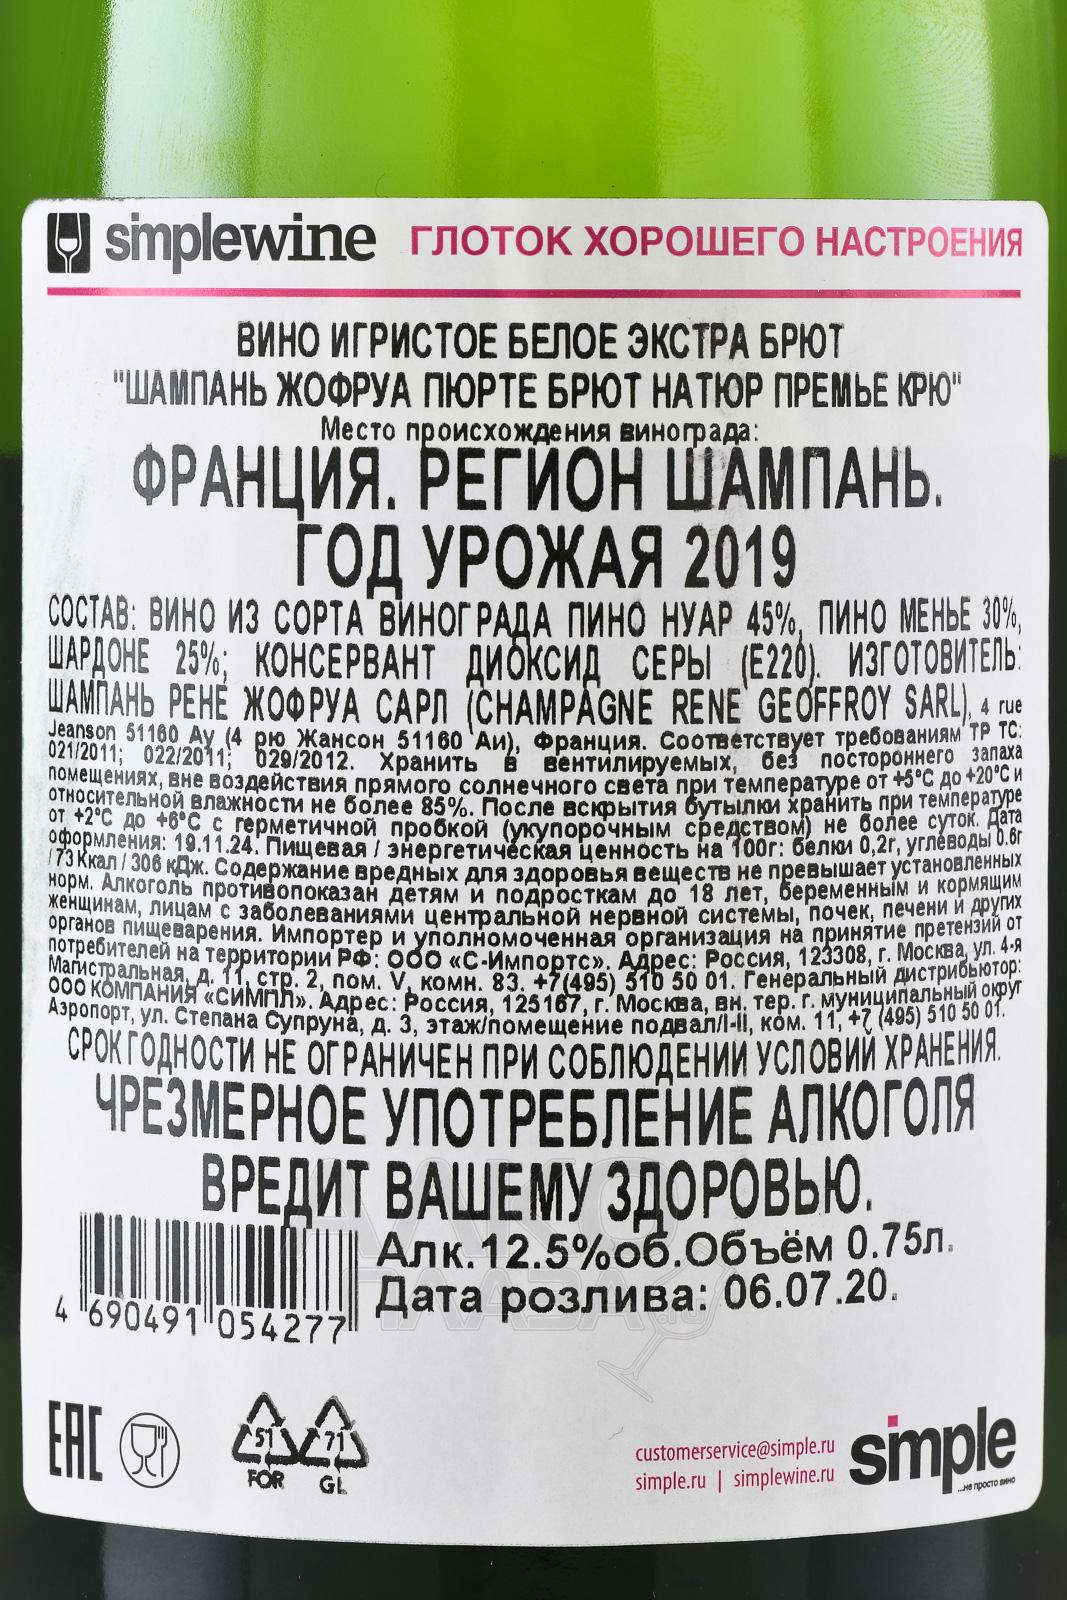 simplewine ГЛОТОК ХОРОШЕГО НАСТРОЕНИЯ
ВИНО ИГРИСТОЕ БЕЛОЕ ЭКСТРА БРЮТ
"ШАМПАНЬ ЖОФРУА ПЮРТЕ БРЮТ НАТЮР ПРЕМЬЕ КРЮ"
Место происхождения винограда:
ФРАНЦИЯ. РЕГИОН ШАМПАНЬ.
ГОД УРОЖАЯ 2019
СОСТАВ: ВИНО ИЗ СОРТА ВИНОГРАДА ПИНО НУАР 45%, ПИНО МЕНЬЕ 30%,
ШАРДОНЕ 25%; КОНСЕРВАНТ ДИОКСИД СЕРЫ (Е220). ИЗГОТОВИТЕЛЬ:
ШАМПАНЬ РЕНЕ ЖОФРУА САРЛ (CHAMPAGNE RENE GEOFFROY SARL), 4 rue
Jeanson 51160 Ay (4 рю Жансон 51160 Аи), Франция. Соответствует требованиям ТР ТС:
021/2011; 022/2011; 029/2012. Хранить в вентилируемых, без постороннего запаха
помещениях, вне воздействия прямого солнечного света при температуре от +5°С до +20°С и
относительной влажности не более 85%. После вскрытия бутылки хранить при температуре
от +2°С до +6°С с герметичной пробкой (укупорочным средством) не более суток. Дата
оформления: 19.11.24. Пищевая / энергетическая ценность на 100г: белки 0,2г, углеводы 0.6г
/ 73 Ккал / 306 кДж. Содержание вредных для здоровья веществ не превышает установленных
норм. Алкоголь противопоказан детям и подросткам до 18 лет, беременным и кормящим
женщинам, лицам с заболеваниями центральной нервной системы, почек, печени и других
органов пищеварения. Импортер и уполномоченная организация на принятие претензий от
потребителей на территории РФ: ООО «С-Импортс». Адрес: Россия, 123308, г. Москва, ул. 4-я
Магистральная, д. 11, стр. 2, пом. V, комн. 83. +7(495) 510 50 01. Генеральный дистрибьютор:
ООО КОМПАНИЯ «СИМПЛ». Адрес: Россия, 125167, г. Москва, вн. тер. г. муниципальный округ
Аэропорт, ул. Степана Супруна, д. 3, этаж/помещение подвал/I-II, ком. 11, +7 (495) 510 50 01.
СРОК ГОДНОСТИ НЕ ОГРАНИЧЕН ПРИ СОБЛЮДЕНИИ УСЛОВИЙ ХРАНЕНИЯ.
ЧРЕЗМЕРНОЕ УПОТРЕБЛЕНИЕ АЛКОГОЛЯ
ВРЕДИТ ВАШЕМУ ЗДОРОВЬЮ.
Алк.12.5%об.Объём 0.75л.
Дата розлива: 06.07.20.
4 690491 054277
EAC
51 71
FOR GL
customerservice@simple.ru
simple.ru | simplewine.ru
simple
...не просто вино
АЛКО
НАВЗА.ru